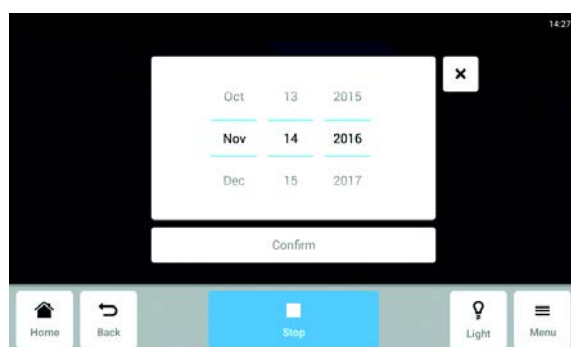 14:27
Oct 13 2015
Nov 14 2016
Dec 15 2017
Confirm
Home Back Stop Light Menu